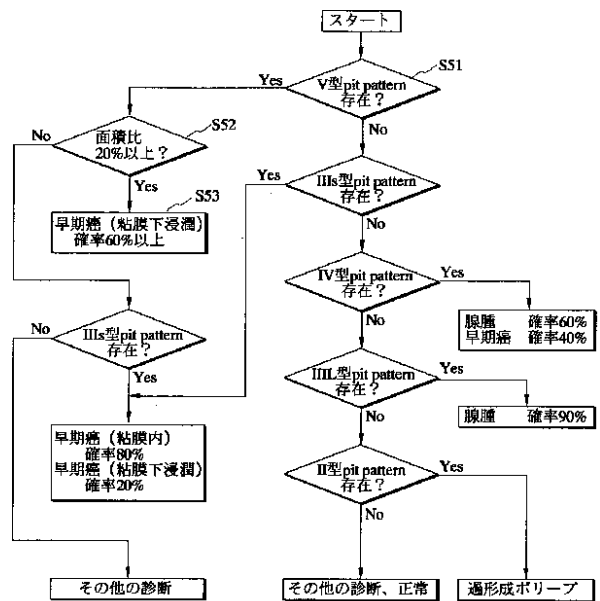 スタート
S51
V型pit pattern
存在？
Yes
No
S52
面積比
20%以上？
No
Yes
S53
早期癌（粘膜下浸潤）
確率60%以上
IIIs型pit pattern
存在？
Yes
No
IV型pit pattern
存在？
Yes
No
腺腫 確率60%
早期癌 確率40%
IIIs型pit pattern
存在？
No
Yes
IIIL型pit pattern
存在？
Yes
No
腺腫 確率90%
早期癌（粘膜内）
確率80%
早期癌（粘膜下浸潤）
確率20%
II型pit pattern
存在？
Yes
No
その他の診断
その他の診断、正常
過形成ポリープ